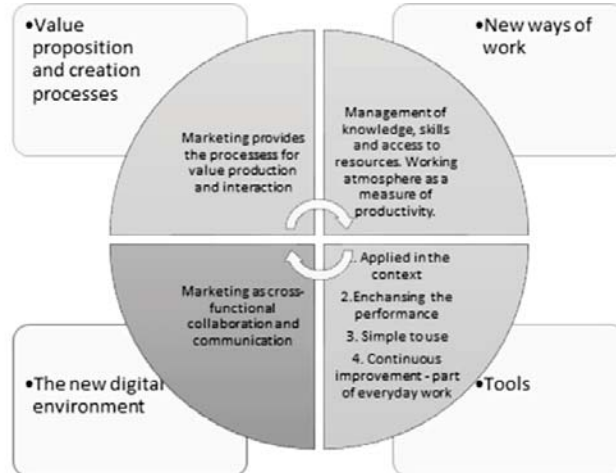 •Value
proposition
and creation
processes
•New ways of
work
Marketing provides
the processess for
value production
and interaction
Management of
knowledge, skills
and access to
resources. Working
atmosphere as a
measure of
productivity.
Marketing as cross-
functional
collaboration and
communication
1. Applied in the
context
2.Enchansing the
performance
3. Simple to use
4. Continuous
improvement - part
of everyday work
•The new digital
environment
•Tools